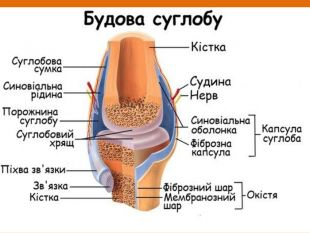 Будова суглобу
Кістка
Суглобова
сумка
Синовіальна
рідина
Порожнина
суглобу
Суглобовий
хрящ
Піхва зв'язки
Зв'язка
Кістка
Судина
Нерв
Синовіальна
оболонка
Фіброзна
капсула
Капсула
суглоба
Фіброзний шар
Мембранозний
шар
Окістя